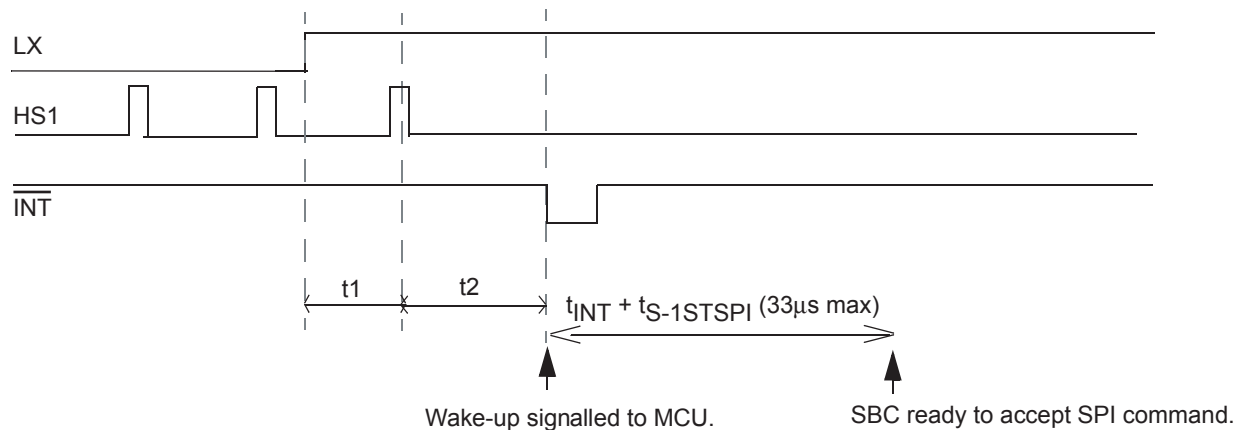 LX
HS1
INT
t1
t2
tINT + tS-1STSPI (33μs max)
Wake-up signalled to MCU.
SBC ready to accept SPI command.